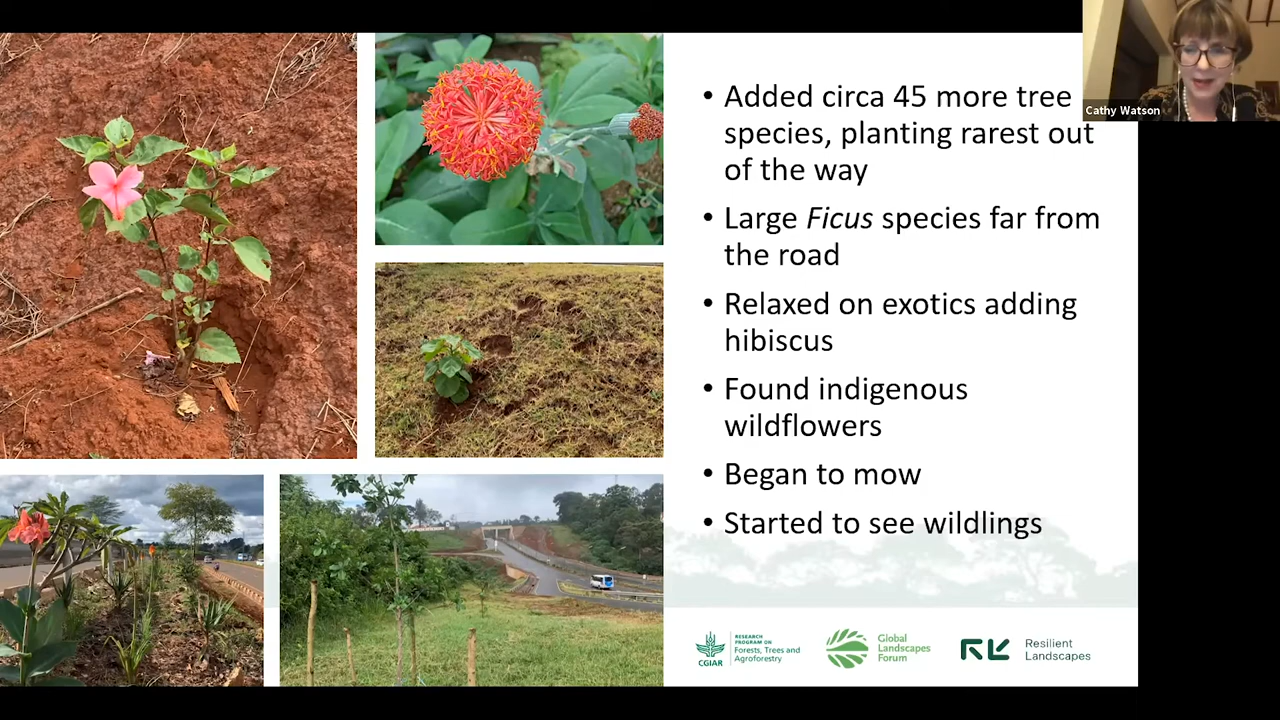 Cathy Watson
• Added circa 45 more tree
species, planting rarest out
of the way
• Large Ficus species far from
the road
• Relaxed on exotics adding
hibiscus
• Found indigenous
wildflowers
• Began to mow
• Started to see wildlings
CGIAR
RESEARCH
PROGRAM ON
Forests, Trees and
Agroforestry
Global
Landscapes
Forum
Resilient
Landscapes